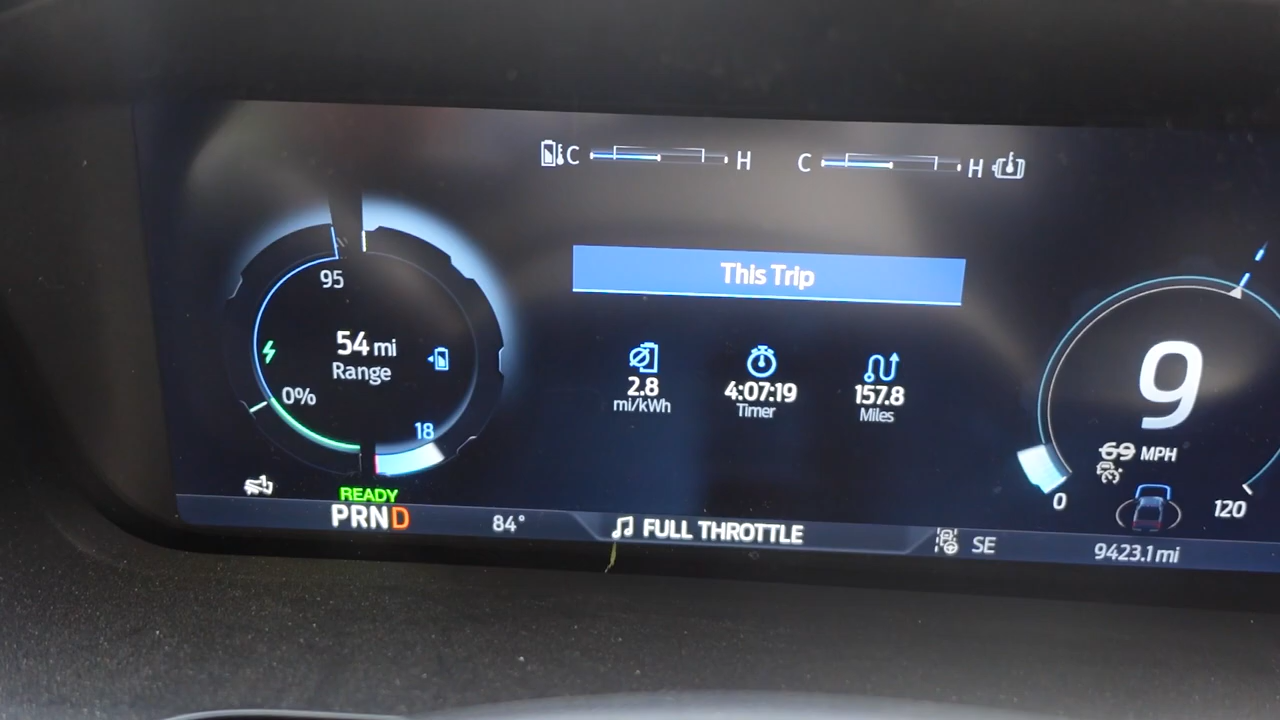 C H C H
This Trip
95
54 mi
Range
0%
18
2.8
mi/kWh
4:07:19
Timer
157.8
Miles
9
69 MPH
0
120
READY
PRND
84°
FULL THROTTLE
SE
9423.1 mi